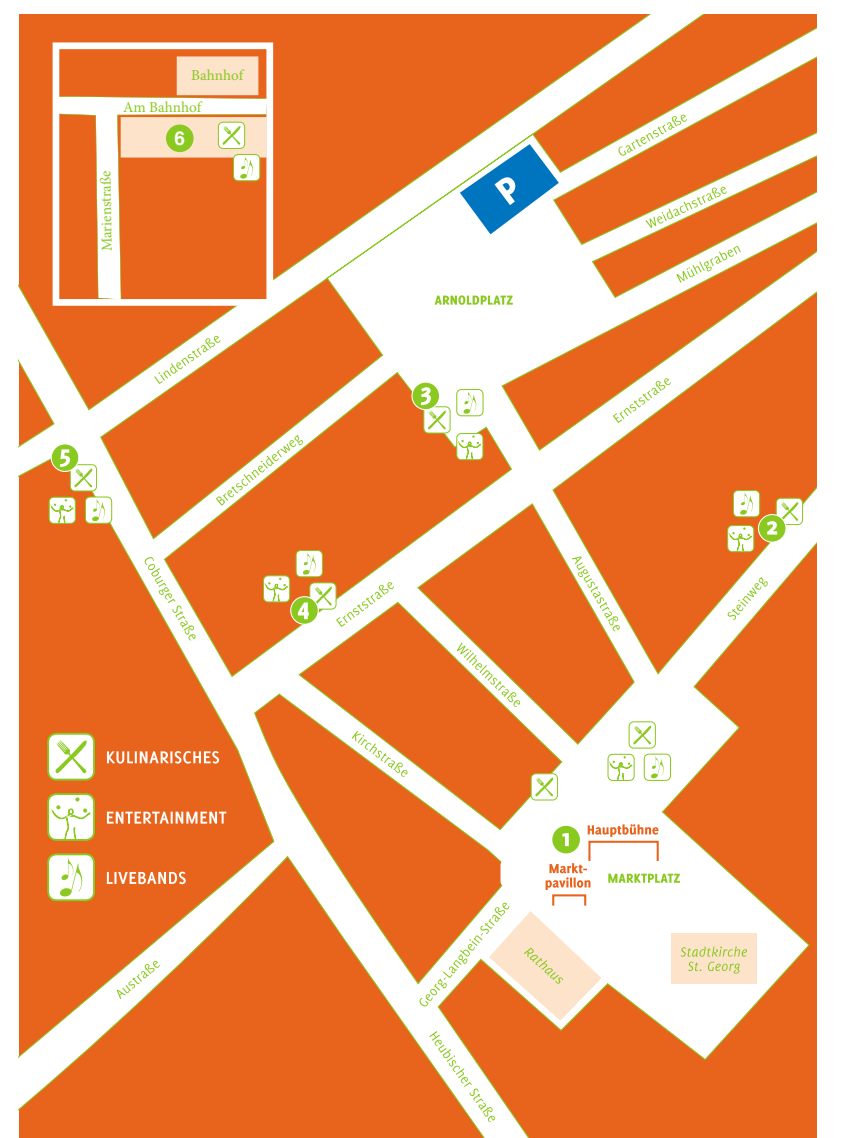 Bahnhof
Am Bahnhof
6
Marienstraße
P
Gartenstraße
Weidachstraße
Mühlgraben
ARNOLDPLATZ
Lindenstraße
Ernststraße
3
Bretschneiderweg
5
2
Coburger Straße
Augustastraße
Steinweg
4
Ernststraße
Wilhelmstraße
Kirchstraße
KULINARISCHES
ENTERTAINMENT
LIVEBANDS
1
Hauptbühne
Markt-
pavillon
MARKTPLATZ
Georg-Langbein-Straße
Rathaus
Stadtkirche
St. Georg
Austraße
Heubischer Straße